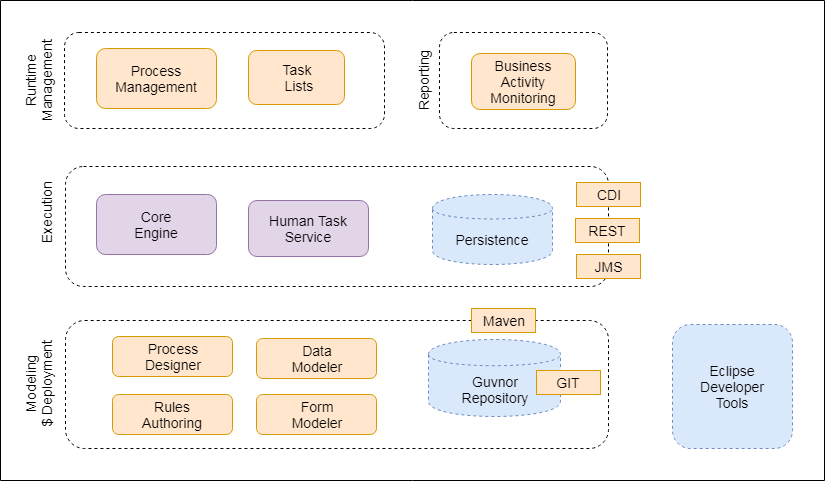 Runtime
Management
Process
Management
Task
Lists
Reporting
Business
Activity
Monitoring
Execution
Core
Engine
Human Task
Service
Persistence
CDI
REST
JMS
Modeling
$ Deployment
Process
Designer
Data
Modeler
Rules
Authoring
Form
Modeler
Maven
Guvnor
Repository
GIT
Eclipse
Developer
Tools